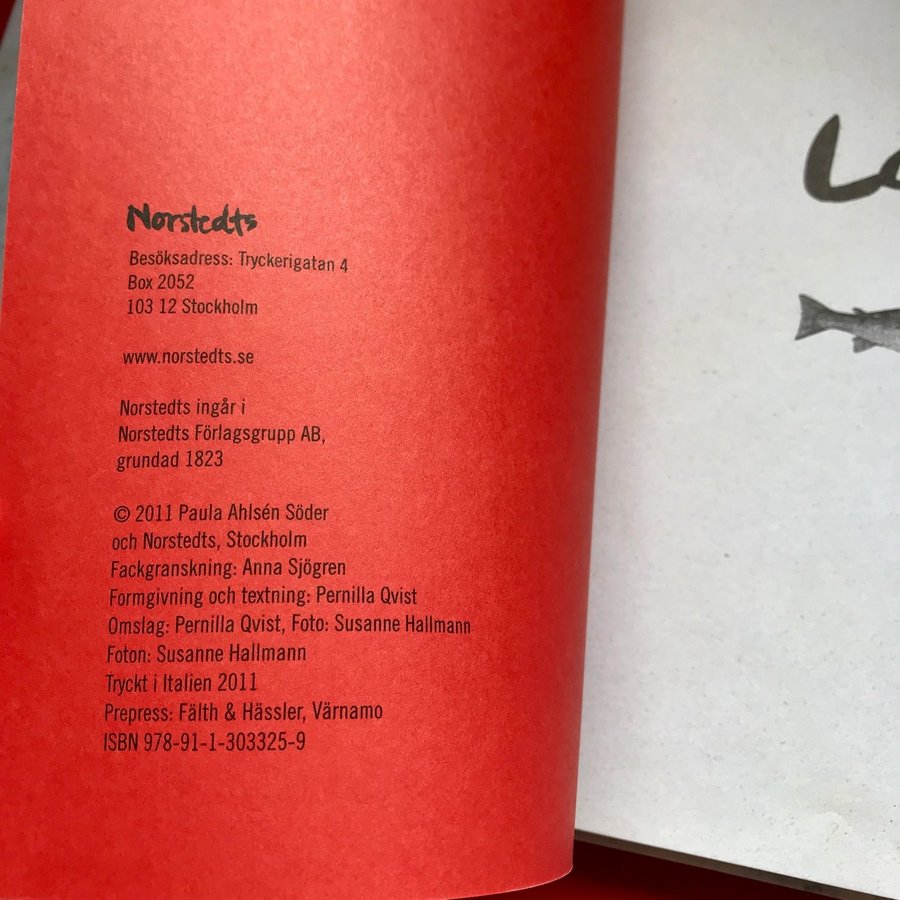 Norstedts
Besöksadress: Tryckerigatan 4
Box 2052
103 12 Stockholm
www.norstedts.se
Norstedts ingår i
Norstedts Förlagsgrupp AB,
grundad 1823
© 2011 Paula Ahlsén Söder
och Norstedts, Stockholm
Fackgranskning: Anna Sjögren
Formgivning och textning: Pernilla Qvist
Omslag: Pernilla Qvist, Foto: Susanne Hallmann
Foton: Susanne Hallmann
Tryckt i Italien 2011
Prepress: Fälth & Hässler, Värnamo
ISBN 978-91-1-303325-9